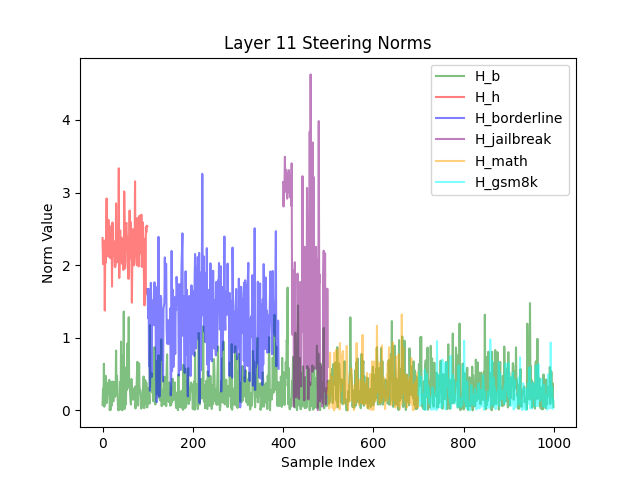 Layer 11 Steering Norms
H_b
H_h
H_borderline
H_jailbreak
H_math
H_gsm8k
Norm Value
4
3
2
1
0
0 200 400 600 800 1000
Sample Index